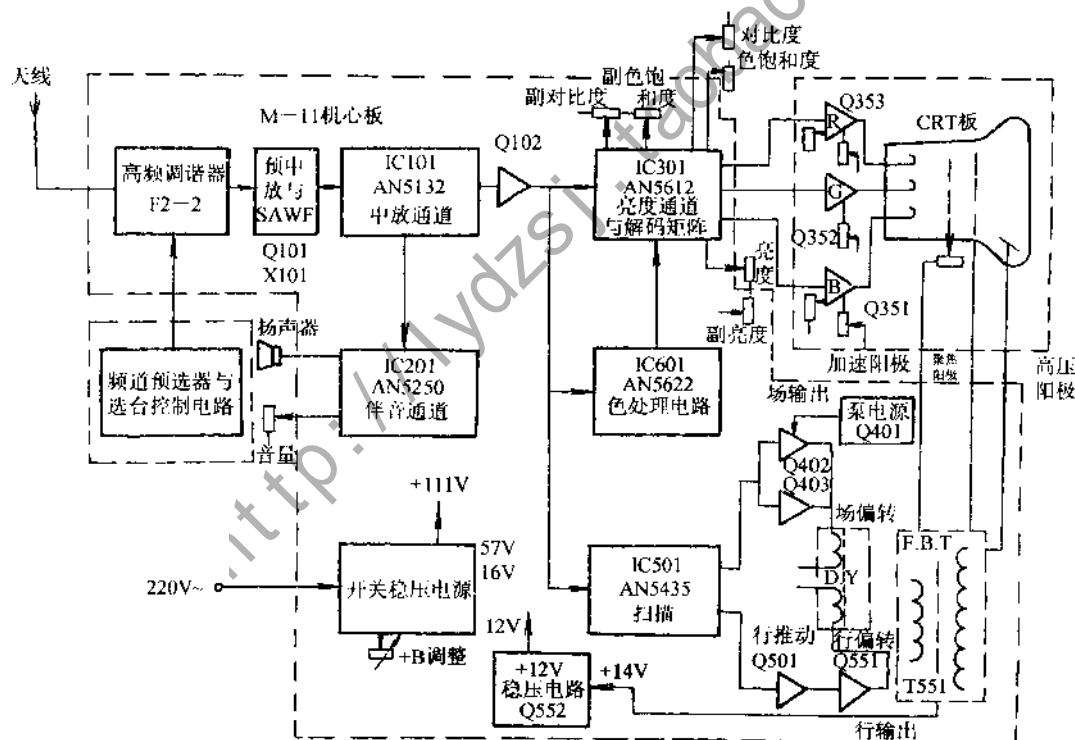 对比度
色饱和度
天线
副色饱
和度
副对比度
M-11机心板
Q353
CRT板
Q102
R
高频调谐器
F2-2
预中
放与
SAWF
IC101
AN5132
中放通道
IC301
AN5612
亮度通道
与解码矩阵
G
Q101
X101
Q352
亮
度
B
Q351
副亮度
扬声器
加速阳极
聚焦
阳极
高压
阳极
频道预选器与
选台控制电路
IC201
AN5250
伴音通道
IC601
AN5622
色处理电路
场输出
泵电源
Q401
音量
Q402
Q403
+111V
场偏转
F.B.T
57V
16V
220V~
开关稳压电源
IC501
AN5435
扫描
DY
12V
行推动
行偏转
+B调整
+12V
稳压电路
Q552
+14V
Q501
Q551
T551
行输出
http://lydzsj.taobao